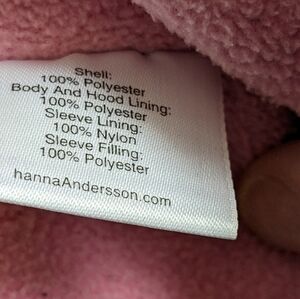 Shell:
100% Polyester
Body And Hood Lining:
100% Polyester
Sleeve Lining:
100% Nylon
Sleeve Filling:
100% Polyester
hannaAndersson.com